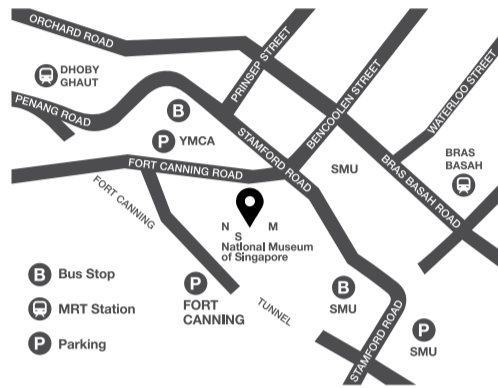 ORCHARD ROAD
PRINSEP STREET
BENCOOLEN STREET
WATERLOO STREET
DHOBY
GHAUT
PENANG ROAD
B
P YMCA
STAMFORD ROAD
FORT CANNING ROAD
SMU
BRAS BASAH ROAD
BRAS
BASAH
FORT CANNING
TUNNEL
N
S
M
National Museum
of Singapore
B Bus Stop
MRT Station
P Parking
P
FORT
CANNING
B
SMU
STAMFORD ROAD
P
SMU